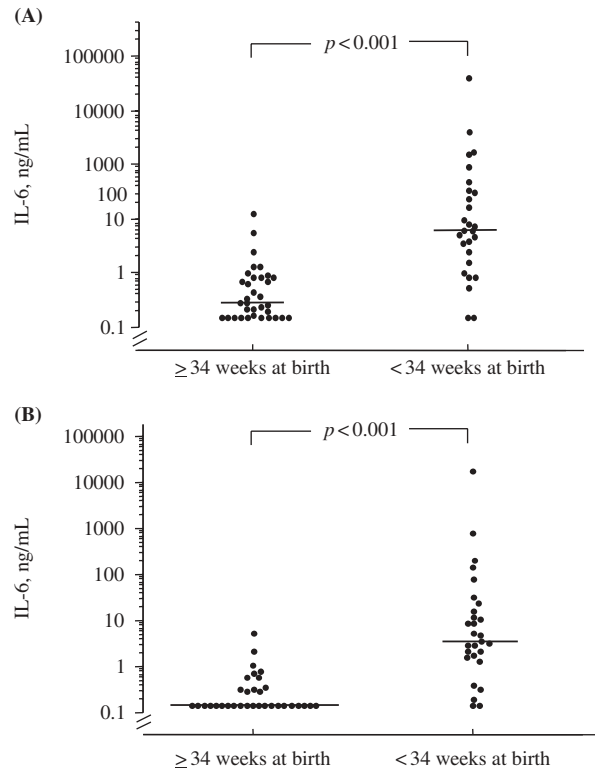 (A)
p<0.001
100000
10000
1000
100
10
1
0.1
IL-6, ng/mL
≥34 weeks at birth
<34 weeks at birth
(B)
p<0.001
100000
10000
1000
100
10
1
0.1
IL-6, ng/mL
≥34 weeks at birth
<34 weeks at birth